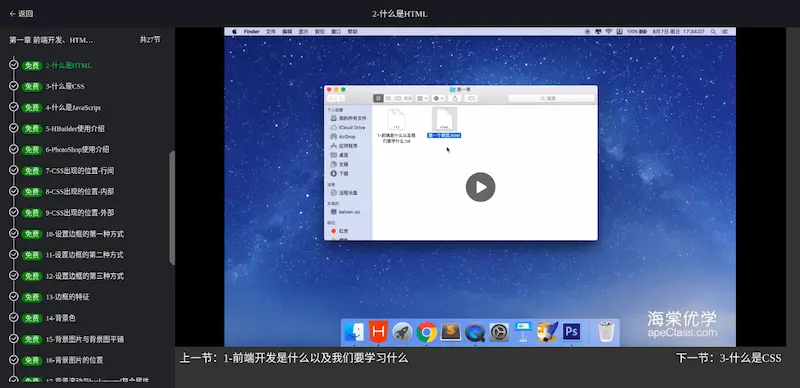 返回
2-什么是HTML
第一章 前端开发、HTM...
共27节
免费 2-什么是HTML
免费 3-什么是CSS
免费 4-什么是JavaScript
免费 5-HBuilder使用介绍
免费 6-PhotoShop使用介绍
免费 7-CSS出现的位置-行间
免费 8-CSS出现的位置-内部
免费 9-CSS出现的位置-外部
免费 10-设置边框的第一种方式
免费 11-设置边框的第二种方式
免费 12-设置边框的第三种方式
免费 13-边框的特征
免费 14-背景色
免费 15-背景图片与背景图平铺
免费 16-背景图片的位置
Finder 文件 编辑 显示 前往 窗口 帮助
100% 8月7日 周日 17:34:07
第一章
搜索
个人收藏
我的所有文件
iCloud Drive
AirDrop
应用程序
桌面
文稿
下载
设备
远程光盘
共享的
标记
红色
1-前端是什么以及我
们要学什么.txt
第一个网页.html
海棠优学
apeClass.com
上一节：1-前端开发是什么以及我们要学习什么
下一节：3-什么是CSS